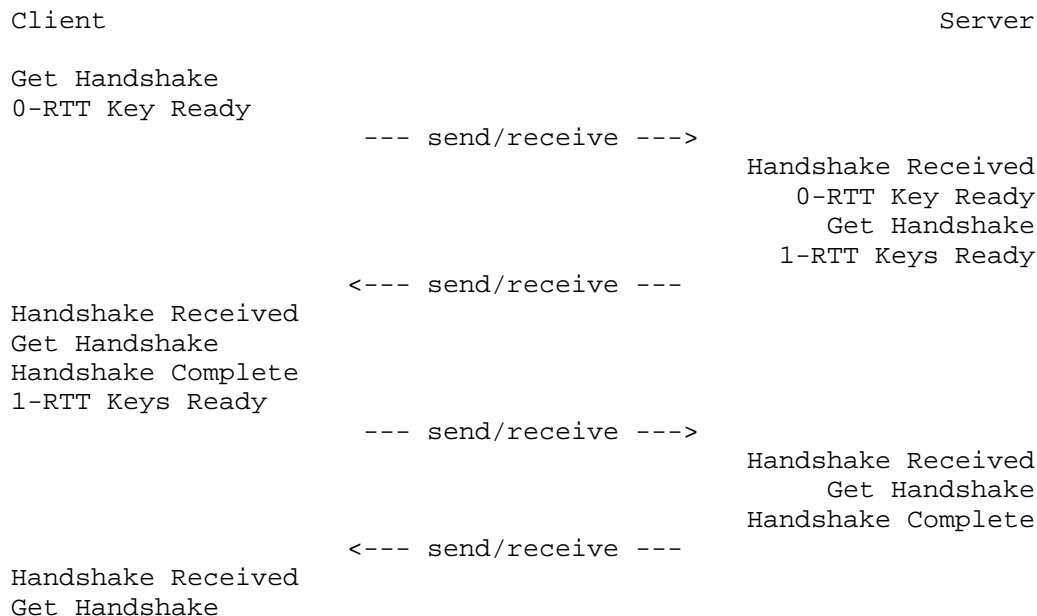 Client Server
Get Handshake
0-RTT Key Ready
--- send/receive --->
Handshake Received
0-RTT Key Ready
Get Handshake
1-RTT Keys Ready
<--- send/receive ---
Handshake Received
Get Handshake
Handshake Complete
1-RTT Keys Ready
--- send/receive --->
Handshake Received
Get Handshake
Handshake Complete
<--- send/receive ---
Handshake Received
Get Handshake